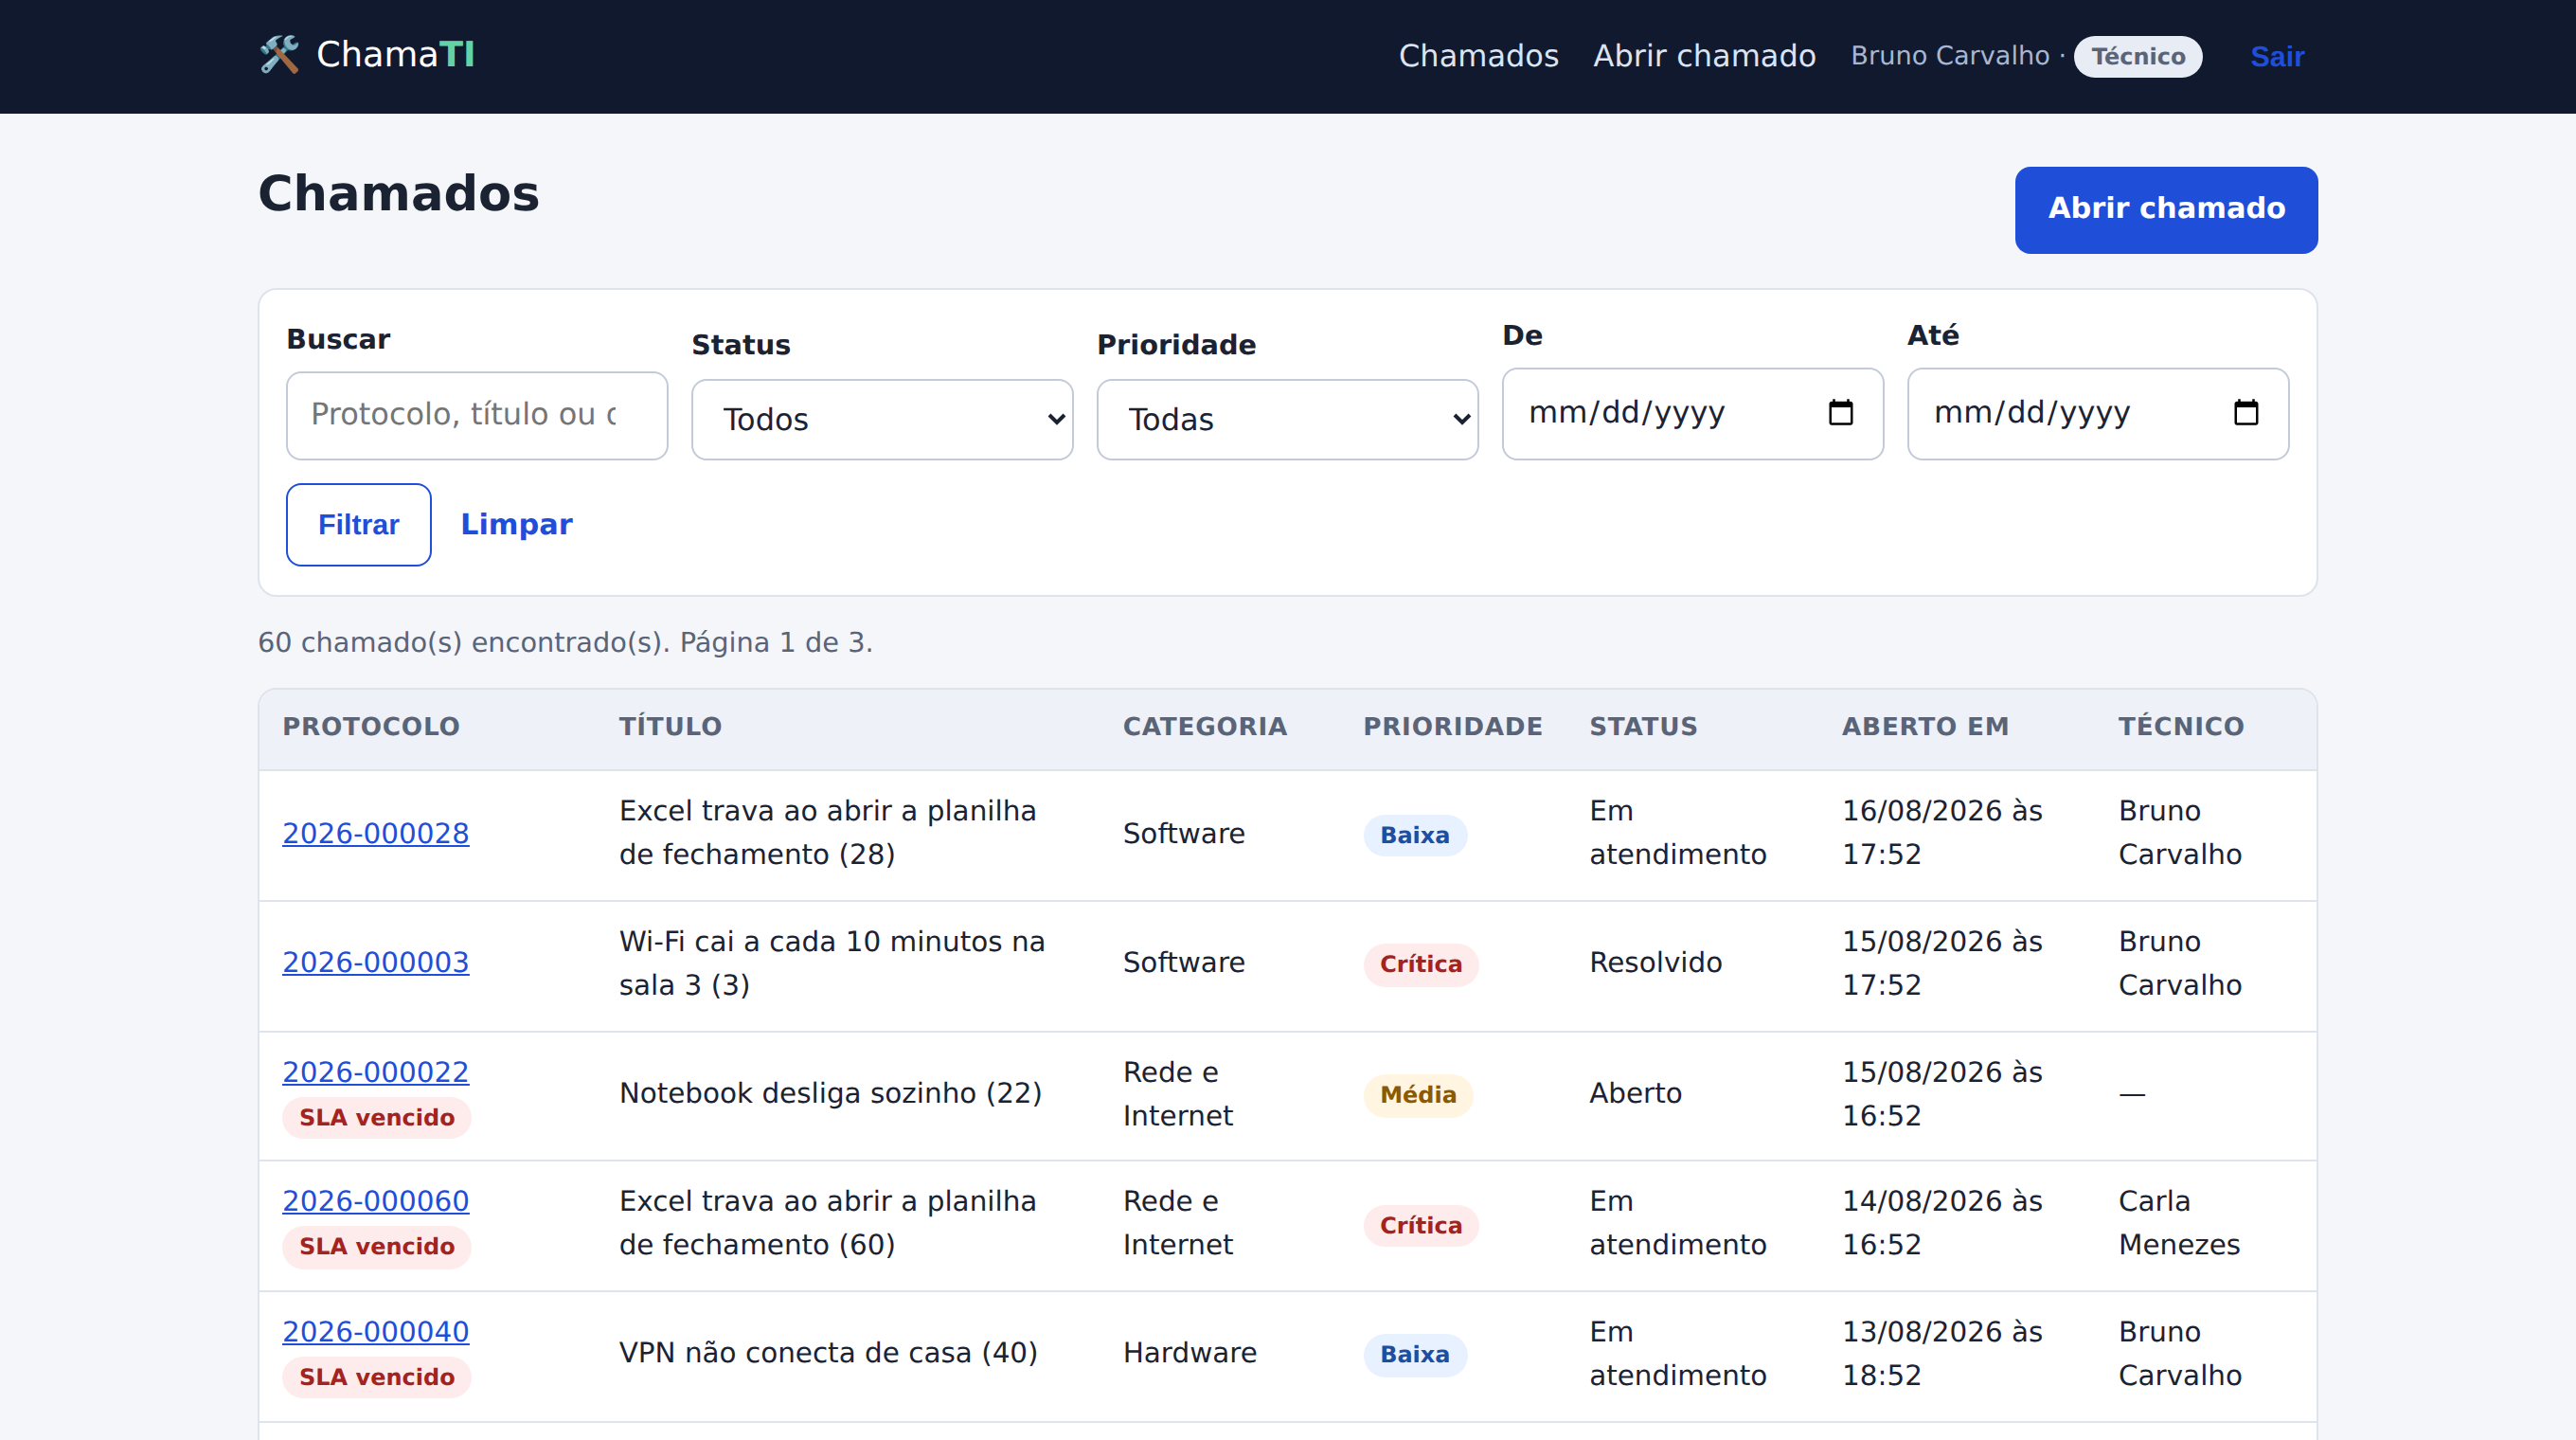 ChamaTI
Chamados Abrir chamado Bruno Carvalho · Técnico Sair
Chamados
Abrir chamado
Buscar Status Prioridade De Até
Protocolo, título ou Todos Todas mm/dd/yyyy mm/dd/yyyy
Filtrar Limpar
60 chamado(s) encontrado(s). Página 1 de 3.
PROTOCOLO TÍTULO CATEGORIA PRIORIDADE STATUS ABERTO EM TÉCNICO
2026-000028 Excel trava ao abrir a planilha de fechamento (28) Software Baixa Em atendimento 16/08/2026 às 17:52 Bruno Carvalho
2026-000003 Wi-Fi cai a cada 10 minutos na sala 3 (3) Software Crítica Resolvido 15/08/2026 às 17:52 Bruno Carvalho
2026-000022 SLA vencido Notebook desliga sozinho (22) Rede e Internet Média Aberto 15/08/2026 às 16:52 —
2026-000060 SLA vencido Excel trava ao abrir a planilha de fechamento (60) Rede e Internet Crítica Em atendimento 14/08/2026 às 16:52 Carla Menezes
2026-000040 SLA vencido VPN não conecta de casa (40) Hardware Baixa Em atendimento 13/08/2026 às 18:52 Bruno Carvalho